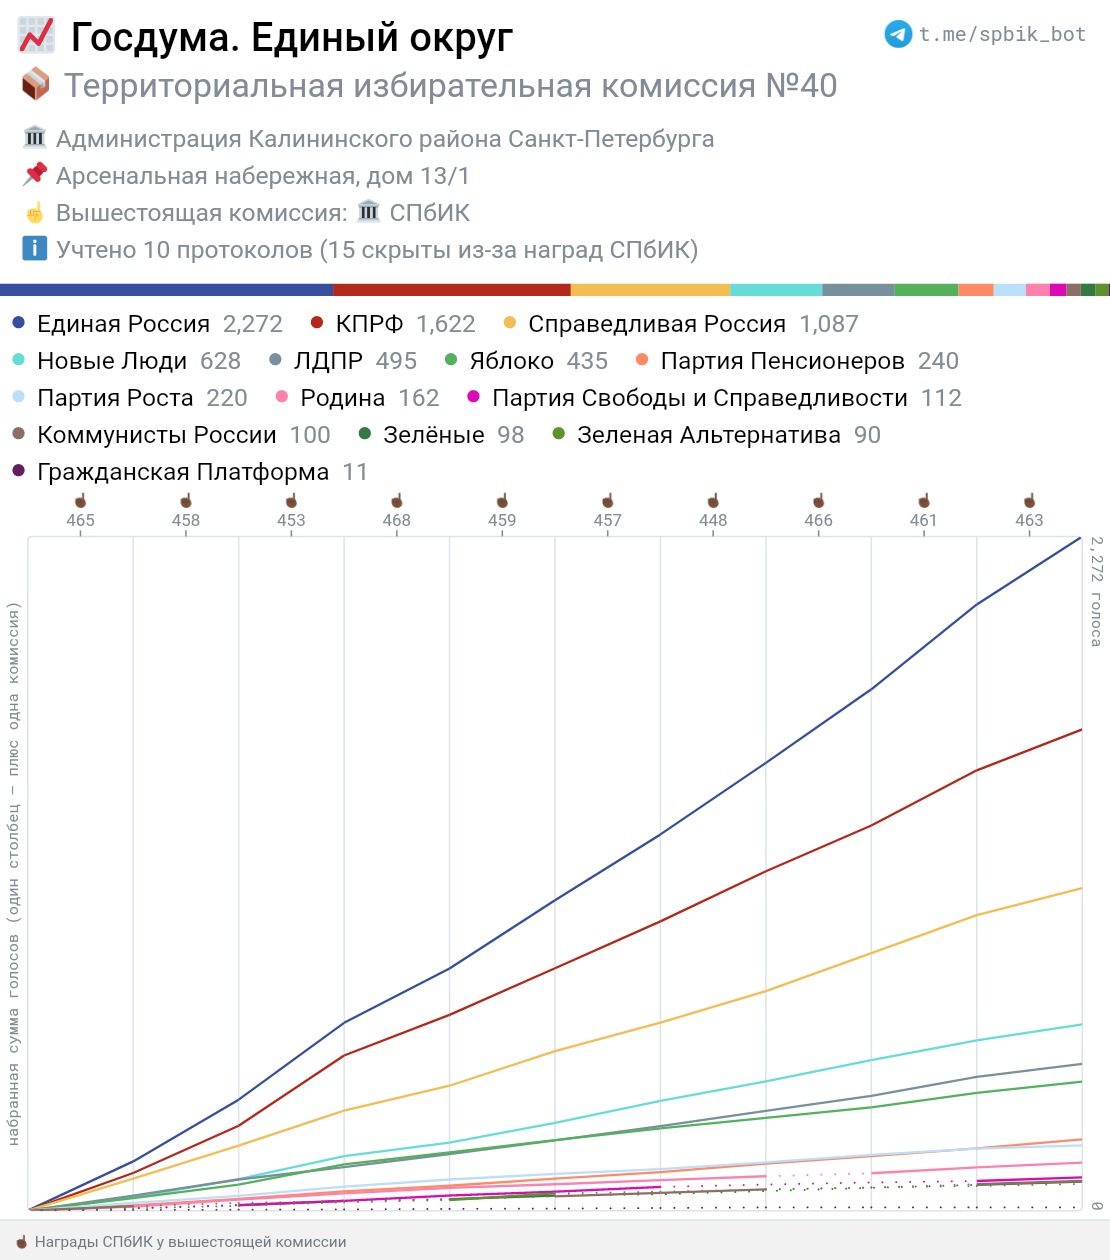 Госдума. Единый округ
t.me/spbik_bot
Территориальная избирательная комиссия №40
Администрация Калининского района Санкт-Петербурга
Арсенальная набережная, дом 13/1
Вышестоящая комиссия: СПбИК
Учтено 10 протоколов (15 скрыты из-за наград СПбИК)
Единая Россия 2,272 КПРФ 1,622 Справедливая Россия 1,087
Новые Люди 628 ЛДПР 495 Яблоко 435 Партия Пенсионеров 240
Партия Роста 220 Родина 162 Партия Свободы и Справедливости 112
Коммунисты России 100 Зелёные 98 Зеленая Альтернатива 90
Гражданская Платформа 11
465 458 453 468 459 457 448 466 461 463
набранная сумма голосов (один столбец – плюс одна комиссия)
2,272 голоса
0
Награды СПбИК у вышестоящей комиссии